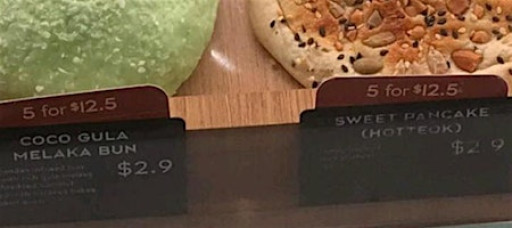 5 for $12.5
COCO GULA
MELAKA BUN
$2.9
5 for $12.5
SWEET PANCAKE
(HOTTEOK)
$2 9